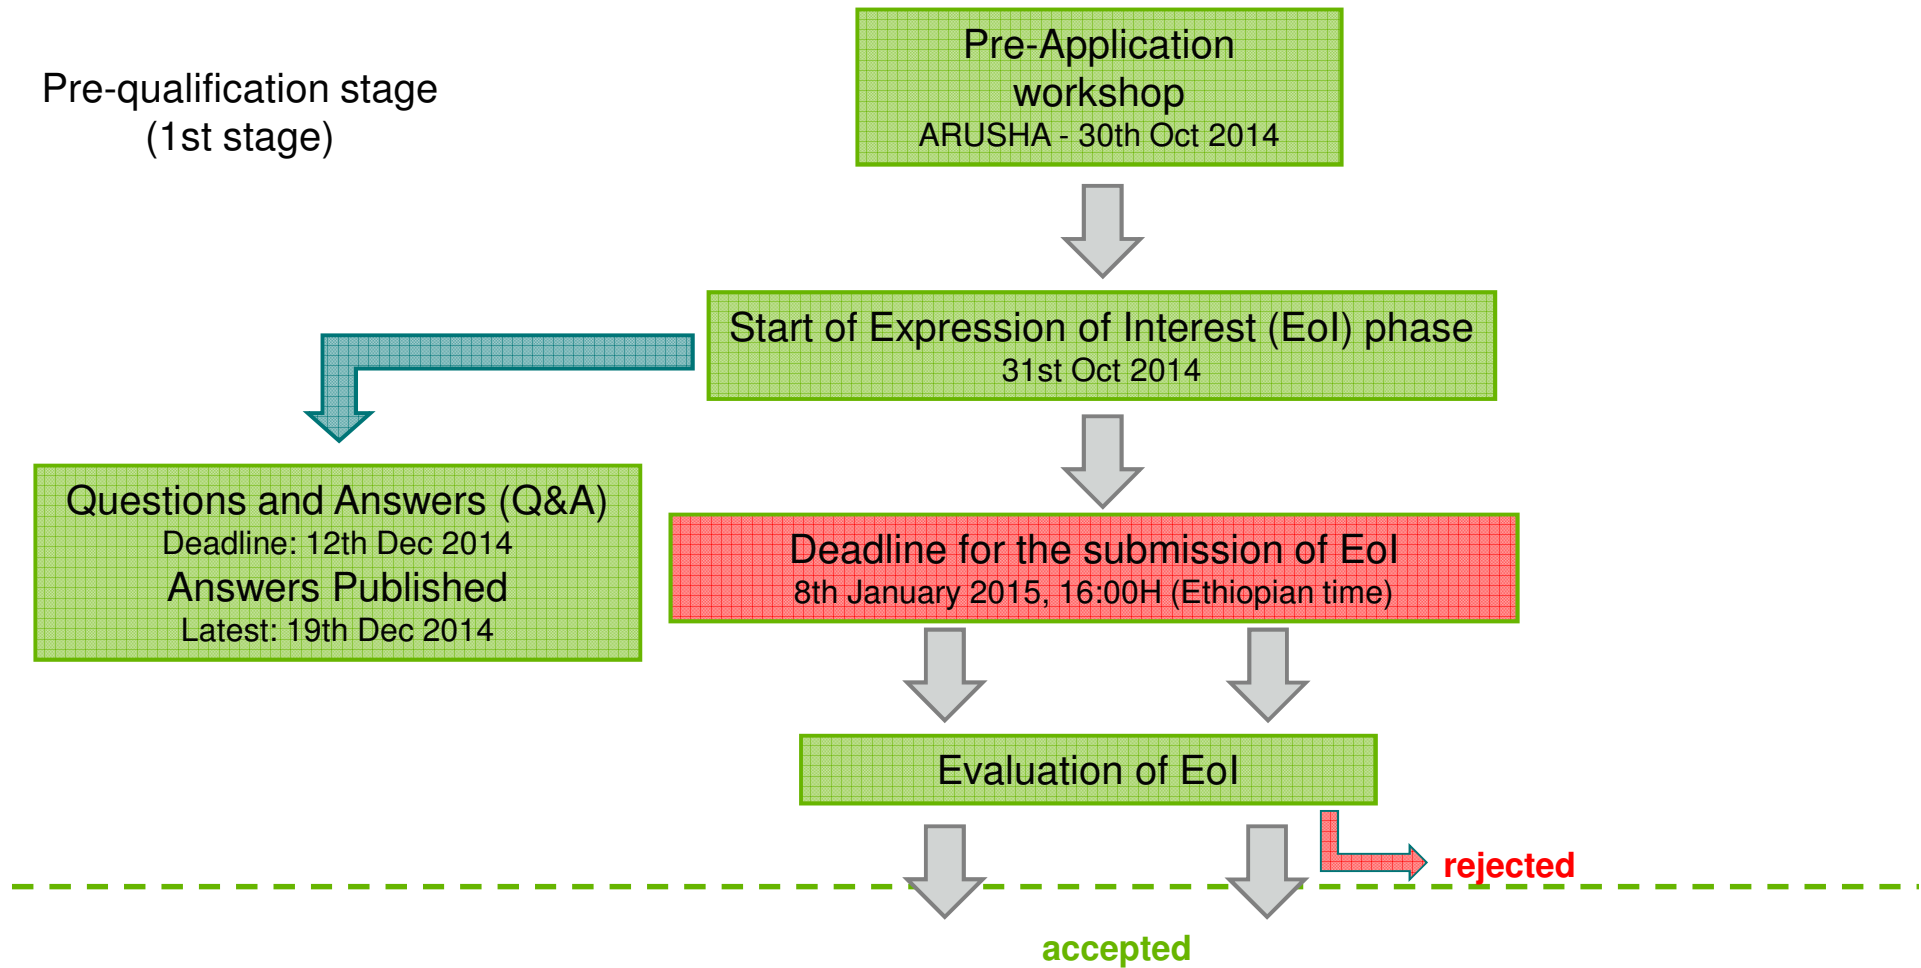 Pre-qualification stage
(1st stage)
Pre-Application
workshop
ARUSHA - 30th Oct 2014
Start of Expression of Interest (EoI) phase
31st Oct 2014
Questions and Answers (Q&A)
Deadline: 12th Dec 2014
Answers Published
Latest: 19th Dec 2014
Deadline for the submission of EoI
8th January 2015, 16:00H (Ethiopian time)
Evaluation of EoI
rejected
accepted